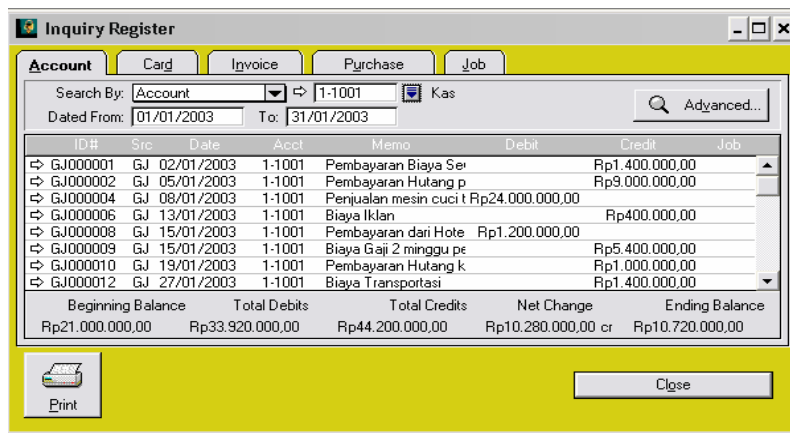 Inquiry Register
Account Card Invoice Purchase Job
Search By: Account 1-1001 Kas
Dated From: 01/01/2003 To: 31/01/2003 Advanced...
ID# Src Date Acct Memo Debit Credit Job
GJ000001 GJ 02/01/2003 1-1001 Pembayaran Biaya Sew Rp1.400.000,00
GJ000002 GJ 05/01/2003 1-1001 Pembayaran Hutang p Rp9.000.000,00
GJ000004 GJ 08/01/2003 1-1001 Penjualan mesin cuci t Rp24.000.000,00
GJ000006 GJ 13/01/2003 1-1001 Biaya Iklan Rp400.000,00
GJ000008 GJ 15/01/2003 1-1001 Pembayaran dari Hote Rp1.200.000,00
GJ000009 GJ 15/01/2003 1-1001 Biaya Gaji 2 minggu pe Rp5.400.000,00
GJ000010 GJ 19/01/2003 1-1001 Pembayaran Hutang k Rp1.000.000,00
GJ000012 GJ 27/01/2003 1-1001 Biaya Transportasi Rp1.400.000,00
Beginning Balance Total Debits Total Credits Net Change Ending Balance
Rp21.000.000,00 Rp33.920.000,00 Rp44.200.000,00 Rp10.280.000,00 cr Rp10.720.000,00
Print
Close